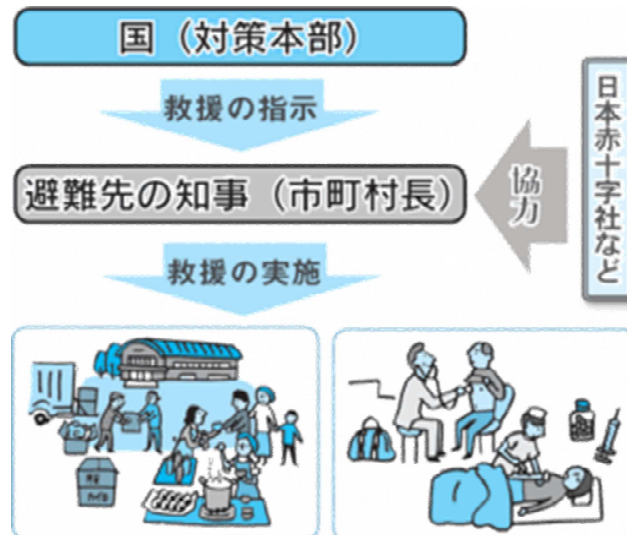 国（対策本部）
救援の指示
避難先の知事（市町村長）
協力
日本赤十字社など
救援の実施